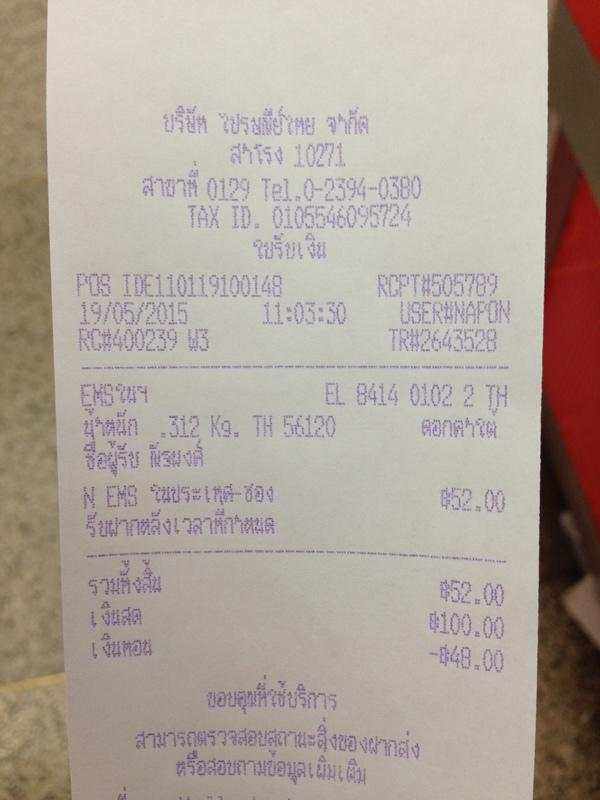 บริษัท ไปรษณีย์ไทย จำกัด
สำโรง 10271
สาขาที่ 0129 Tel.0-2394-0380
TAX ID. 0105546095724
ใบรับเงิน
POS IDE110119100148 RCPT#505789
19/05/2015 11:03:30 USER#NAPON
RC#400239 W3 TR#2643528
EMSในฯ EL 8414 0102 2 TH
น้ำหนัก .312 Kg. TH 56120 ดอกคำใต้
ชื่อผู้รับ ณัรพงศ์
N EMS ในประเทศ-ซอง ฿52.00
รับฝากหลังเวลาที่กำหนด
รวมทั้งสิ้น ฿52.00
เงินสด ฿100.00
เงินทอน -฿48.00
ขอบคุณที่ใช้บริการ
สามารถตรวจสอบสถานะสิ่งของฝากส่ง
หรือสอบถามข้อมูลเพิ่มเติม